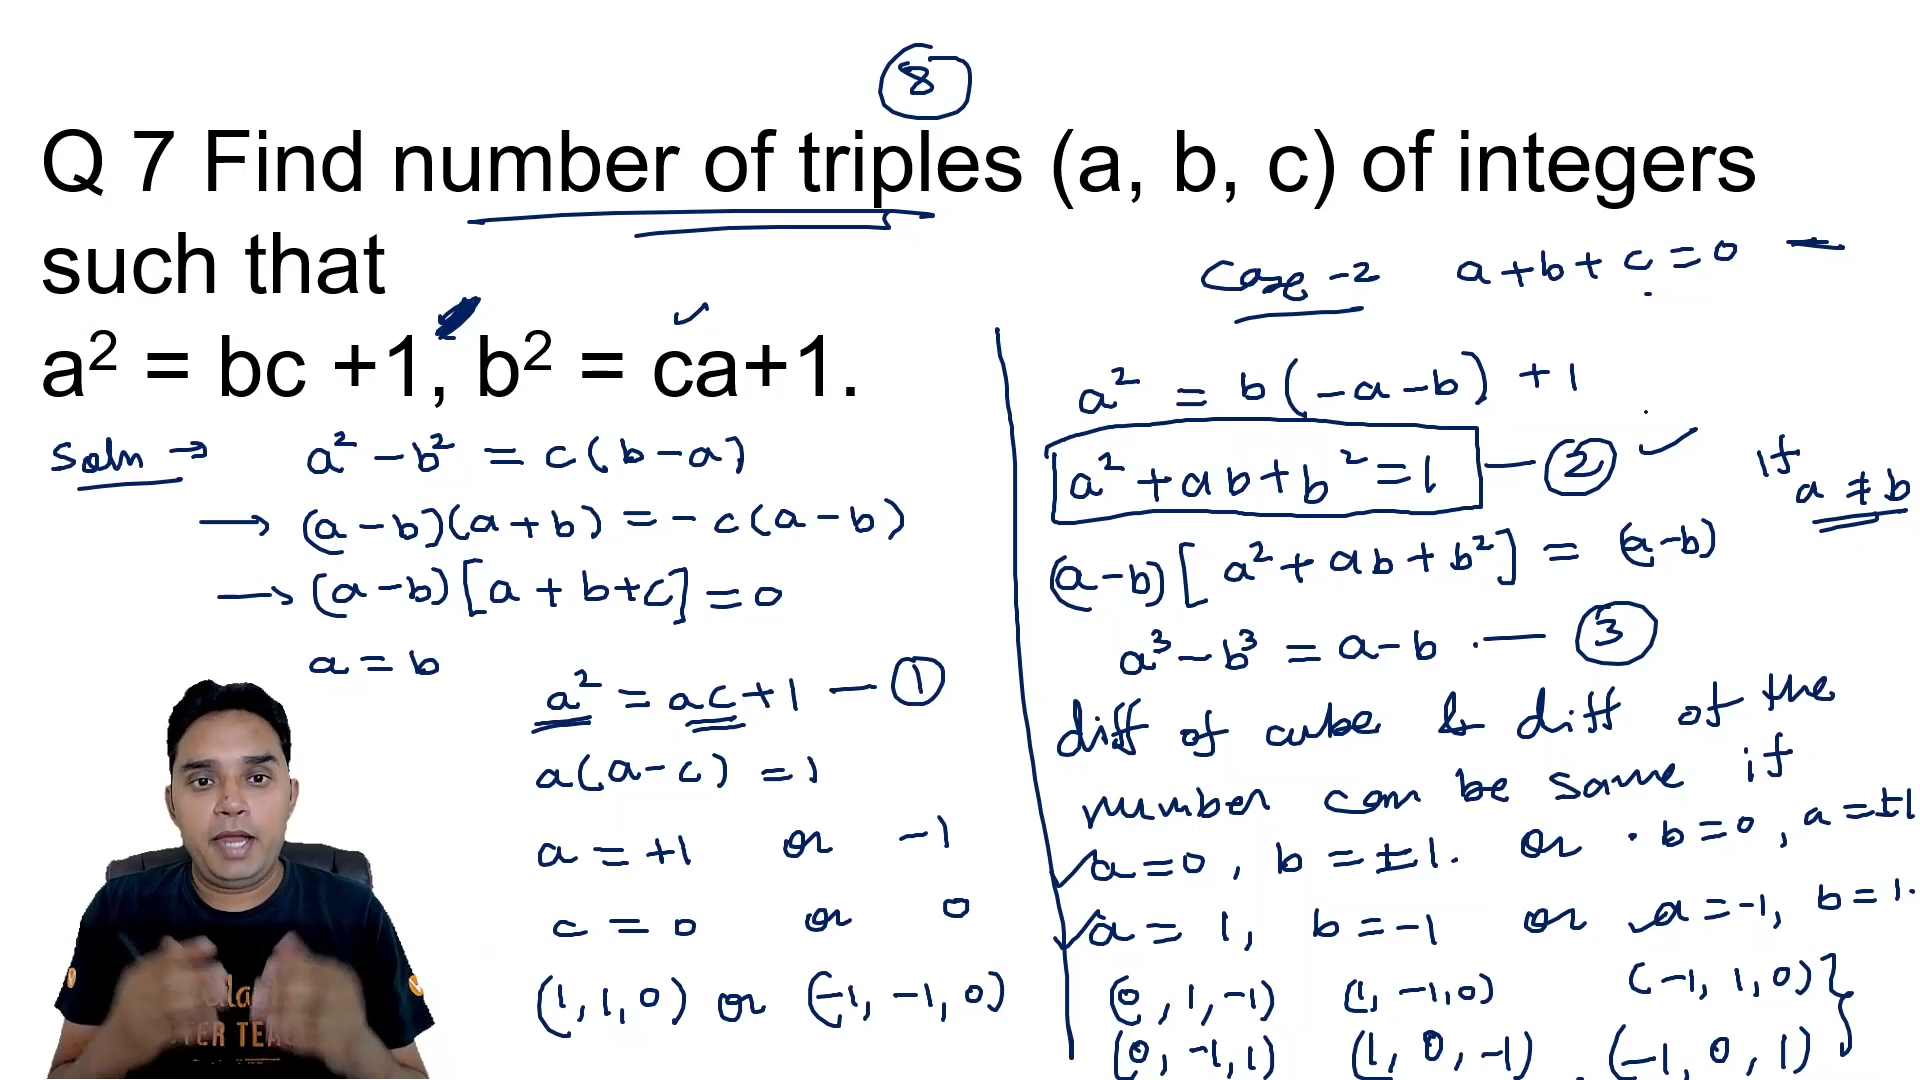 8
Q 7 Find number of triples (a, b, c) of integers
such that
a² = bc +1, b² = ca+1.
Soln → a² - b² = c(b-a)
→ (a-b)(a+b) = -c(a-b)
→ (a-b)[a + b+c] = 0
a = b
a² = ac+1 — ①
a(a-c) = 1
a = +1 or -1
c = 0 or 0
(1, 1, 0) or (-1, -1, 0)
Case-2 a+b+c=0
a² = b(-a-b) +1
a²+ab+b²=1 — ② ✓ If a ≠ b
(a-b)[a²+ab+b²] = (a-b)
a³-b³ = a-b — ③
diff of cube & diff of the
number can be same if
✓a=0, b=±1. or b=0, a=±1
✓a=1, b=-1 or ✓a=-1, b=1.
(0, 1, -1) (1, -1, 0) (-1, 1, 0)}
(0, -1, 1) (1, 0, -1), (-1, 0, 1)